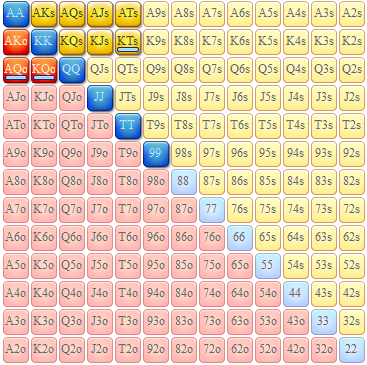 AA AKs AQs AJs ATs A9s A8s A7s A6s A5s A4s A3s A2s
AKo KK KQs KJs KTs K9s K8s K7s K6s K5s K4s K3s K2s
AQo KQo QQ QJs QTs Q9s Q8s Q7s Q6s Q5s Q4s Q3s Q2s
AJo KJo QJo JJ JTs J9s J8s J7s J6s J5s J4s J3s J2s
ATo KTo QTo JTo TT T9s T8s T7s T6s T5s T4s T3s T2s
A9o K9o Q9o J9o T9o 99 98s 97s 96s 95s 94s 93s 92s
A8o K8o Q8o J8o T8o 98o 88 87s 86s 85s 84s 83s 82s
A7o K7o Q7o J7o T7o 97o 87o 77 76s 75s 74s 73s 72s
A6o K6o Q6o J6o T6o 96o 86o 76o 66 65s 64s 63s 62s
A5o K5o Q5o J5o T5o 95o 85o 75o 65o 55 54s 53s 52s
A4o K4o Q4o J4o T4o 94o 84o 74o 64o 54o 44 43s 42s
A3o K3o Q3o J3o T3o 93o 83o 73o 63o 53o 43o 33 32s
A2o K2o Q2o J2o T2o 92o 82o 72o 62o 52o 42o 32o 22